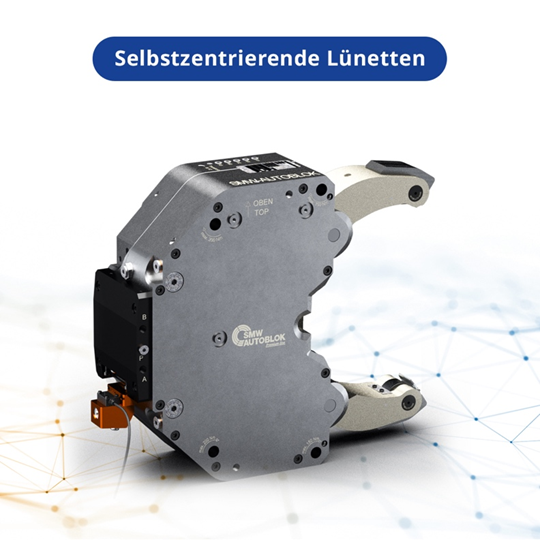 Selbstzentrierende Lünetten
SMW-AUTOBLOK
OBEN
TOP
SMW
AUTOBLOK
B
P
A